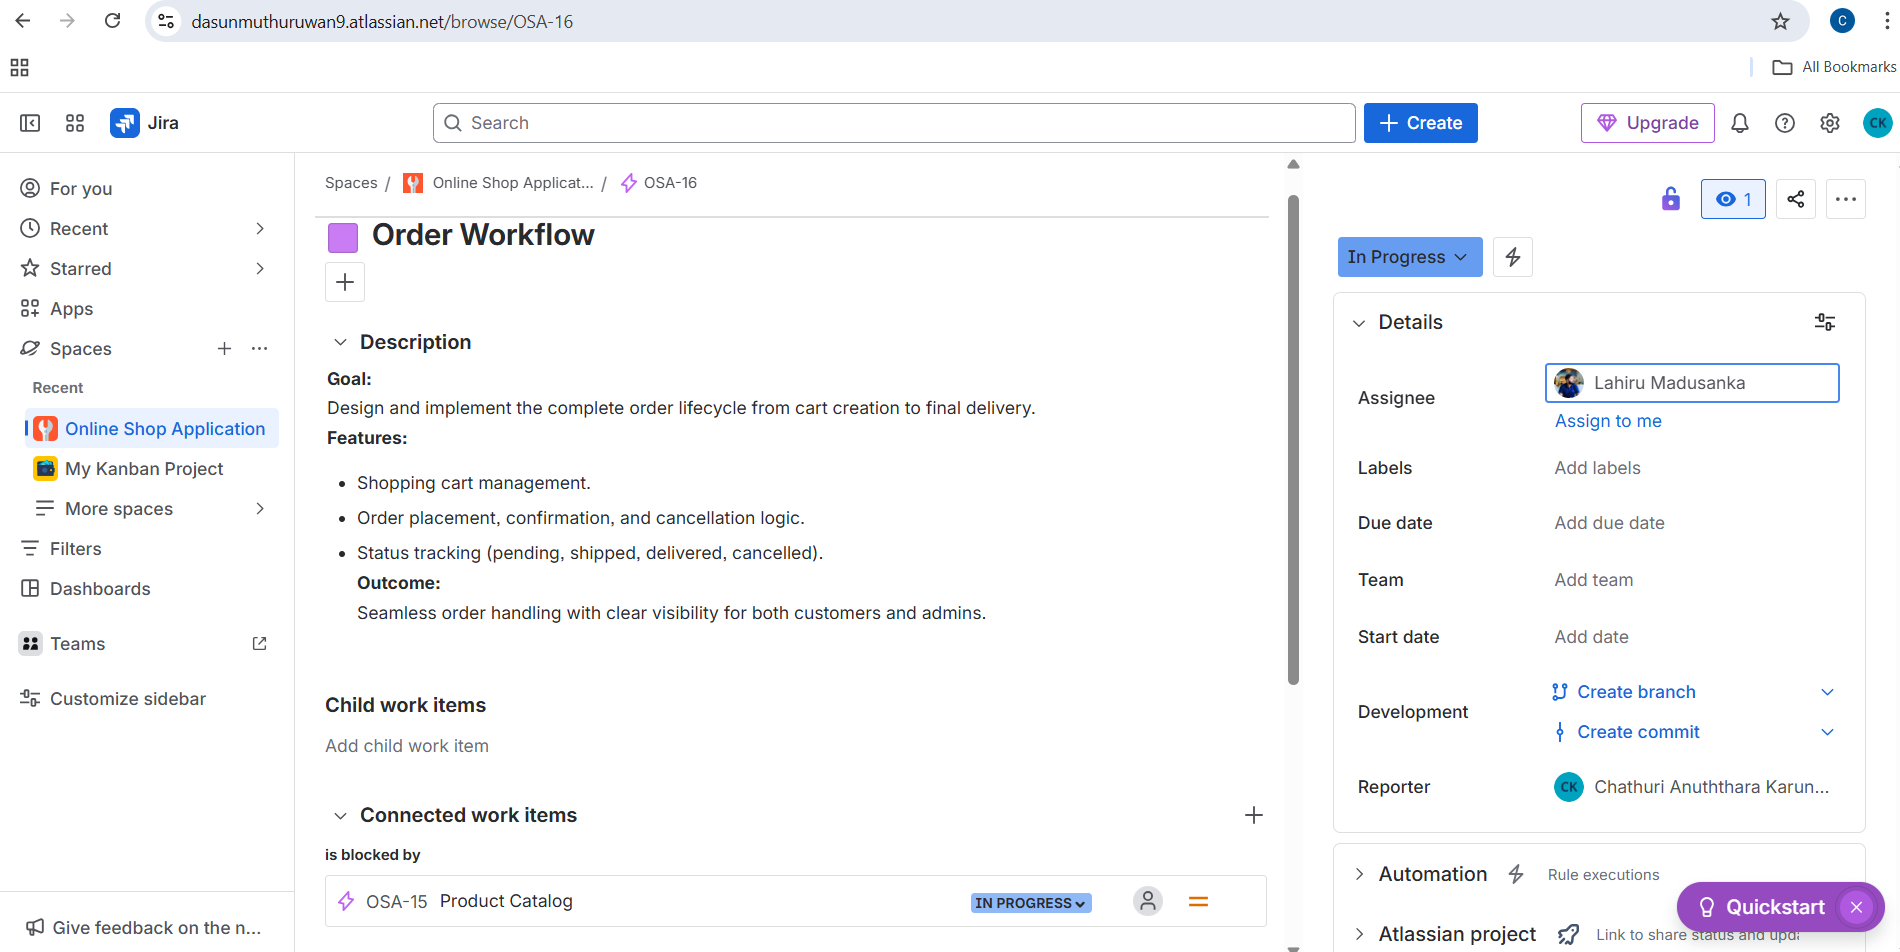 dasunmuthuruwan9.atlassian.net/browse/OSA-16
C
All Bookmarks
Jira
Search
Create
Upgrade
CK
For you
Recent
Starred
Apps
Spaces
Recent
Online Shop Application
My Kanban Project
More spaces
Filters
Dashboards
Teams
Customize sidebar
Give feedback on the n...
Spaces / Online Shop Applicat... / OSA-16
Order Workflow
Description
Goal:
Design and implement the complete order lifecycle from cart creation to final delivery.
Features:
• Shopping cart management.
• Order placement, confirmation, and cancellation logic.
• Status tracking (pending, shipped, delivered, cancelled).
Outcome:
Seamless order handling with clear visibility for both customers and admins.
Child work items
Add child work item
Connected work items
is blocked by
OSA-15 Product Catalog IN PROGRESS
1
In Progress
Details
Assignee Lahiru Madusanka
Assign to me
Labels Add labels
Due date Add due date
Team Add team
Start date Add date
Development Create branch
Create commit
Reporter CK Chathuri Anuththara Karun...
Automation Rule executions
Quickstart
Atlassian project Link to share status and